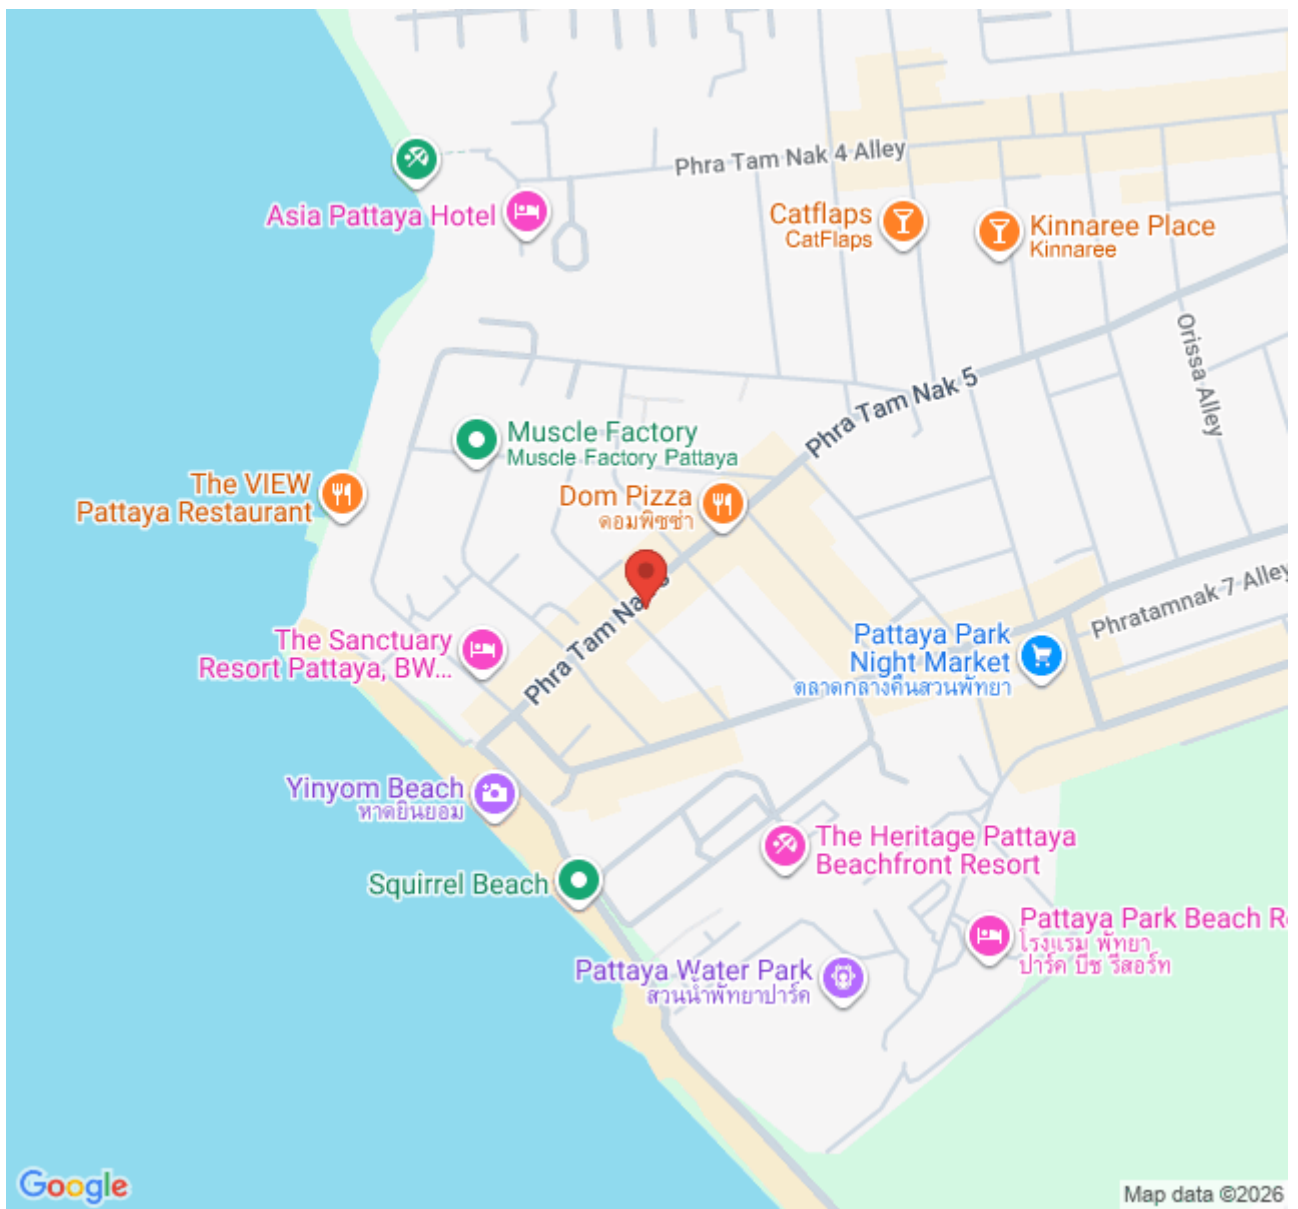 Phra Tam Nak 4 Alley
Asia Pattaya Hotel
Catflaps
CatFlaps
Kinnaree Place
Kinnaree
Orissa Alley
Phra Tam Nak 5
Muscle Factory
Muscle Factory Pattaya
The VIEW
Pattaya Restaurant
Dom Pizza
ดอมพิซซ่า
Phratamnak 7 Alley
Phra Tam Na
The Sanctuary
Resort Pattaya, BW...
Pattaya Park
Night Market
ตลาดกลางคืนสวนพัทยา
Yinyom Beach
หาดยินยอม
The Heritage Pattaya
Beachfront Resort
Squirrel Beach
Pattaya Park Beach R
โรงแรม พัทยา
ปาร์ค บีช รีสอร์ท
Pattaya Water Park
สวนน้ำพัทยาปาร์ค
Google
Map data ©2026